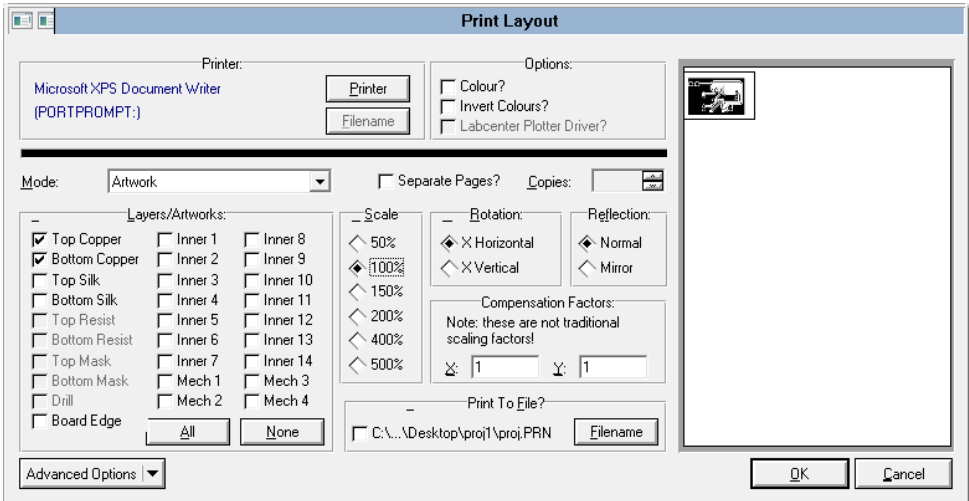 Print Layout
Printer:
Microsoft XPS Document Writer
(PORTPROMPT:)
Printer
Filename
Options:
Colour?
Invert Colours?
Labcenter Plotter Driver?
Mode:
Artwork
Separate Pages?
Copies:
Layers/Artworks:
Top Copper
Bottom Copper
Top Silk
Bottom Silk
Top Resist
Bottom Resist
Top Mask
Bottom Mask
Drill
Board Edge
Inner 1
Inner 2
Inner 3
Inner 4
Inner 5
Inner 6
Inner 7
Mech 1
Mech 2
Inner 8
Inner 9
Inner 10
Inner 11
Inner 12
Inner 13
Inner 14
Mech 3
Mech 4
All
None
Scale
50%
100%
150%
200%
400%
500%
Rotation:
X Horizontal
X Vertical
Reflection:
Normal
Mirror
Compensation Factors:
Note: these are not traditional
scaling factors!
X: 1
Y: 1
Print To File?
C:\...\Desktop\proj1\proj.PRN
Filename
Advanced Options
OK
Cancel